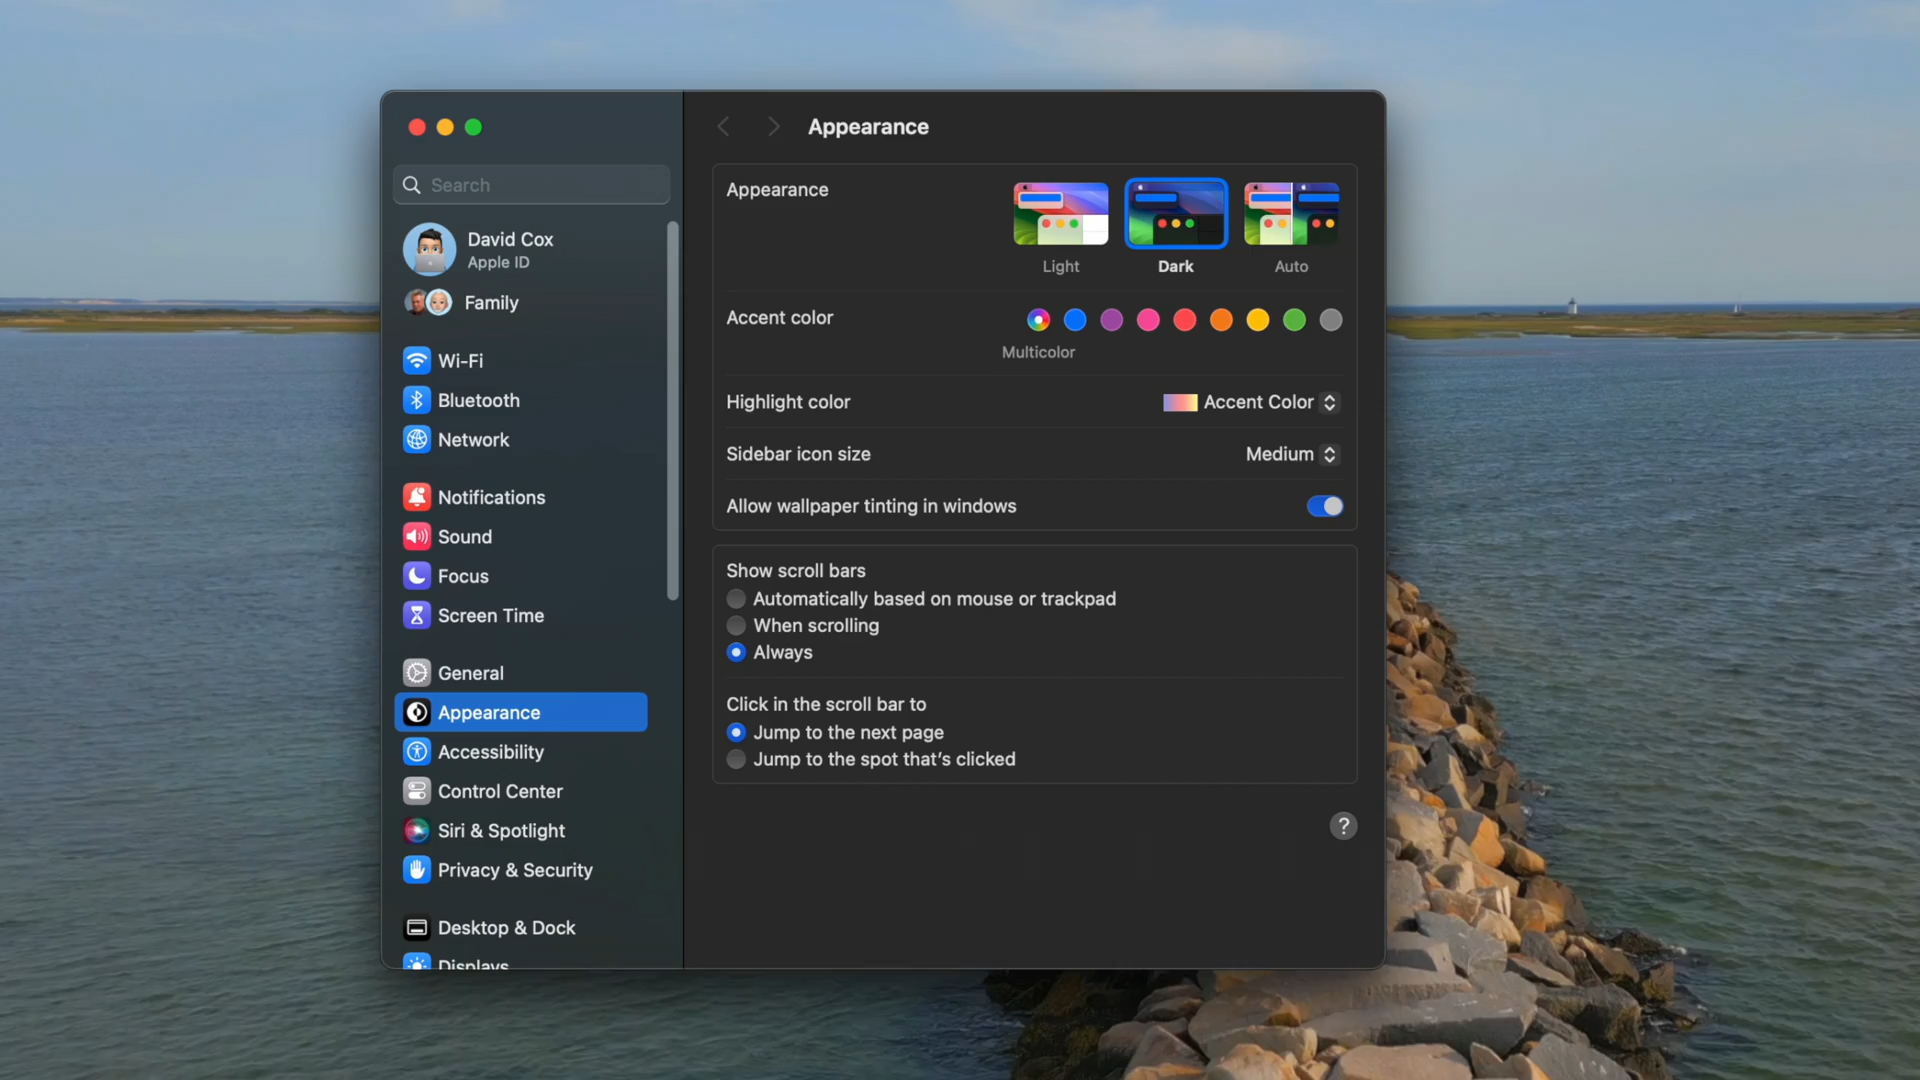 Appearance
Search
David Cox
Apple ID
Family
Wi-Fi
Bluetooth
Network
Notifications
Sound
Focus
Screen Time
General
Appearance
Accessibility
Control Center
Siri & Spotlight
Privacy & Security
Desktop & Dock
Displays
Appearance
Light
Dark
Auto
Accent color
Multicolor
Highlight color
Accent Color
Sidebar icon size
Medium
Allow wallpaper tinting in windows
Show scroll bars
Automatically based on mouse or trackpad
When scrolling
Always
Click in the scroll bar to
Jump to the next page
Jump to the spot that’s clicked
?